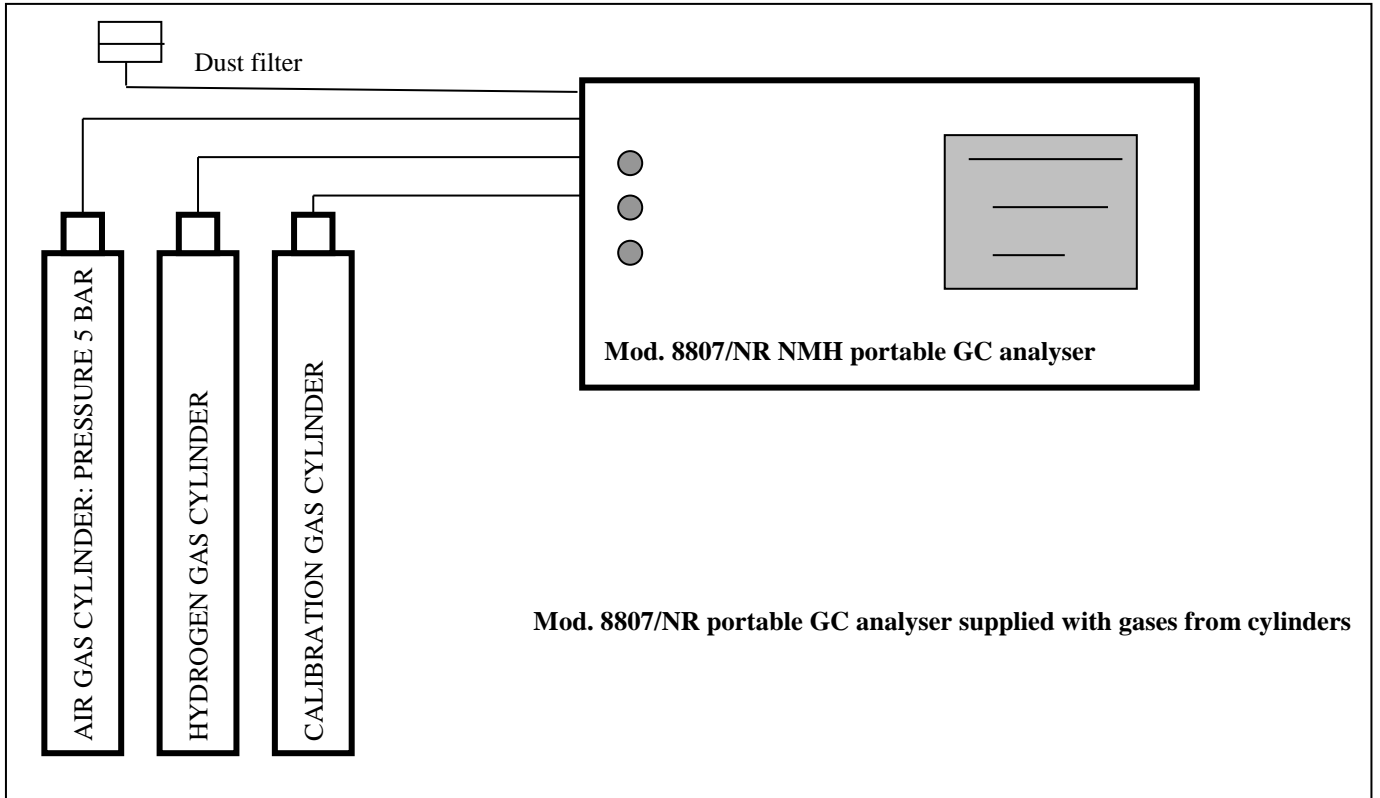 Dust filter
Mod. 8807/NR NMH portable GC analyser
AIR GAS CYLINDER: PRESSURE 5 BAR
HYDROGEN GAS CYLINDER
CALIBRATION GAS CYLINDER
Mod. 8807/NR portable GC analyser supplied with gases from cylinders